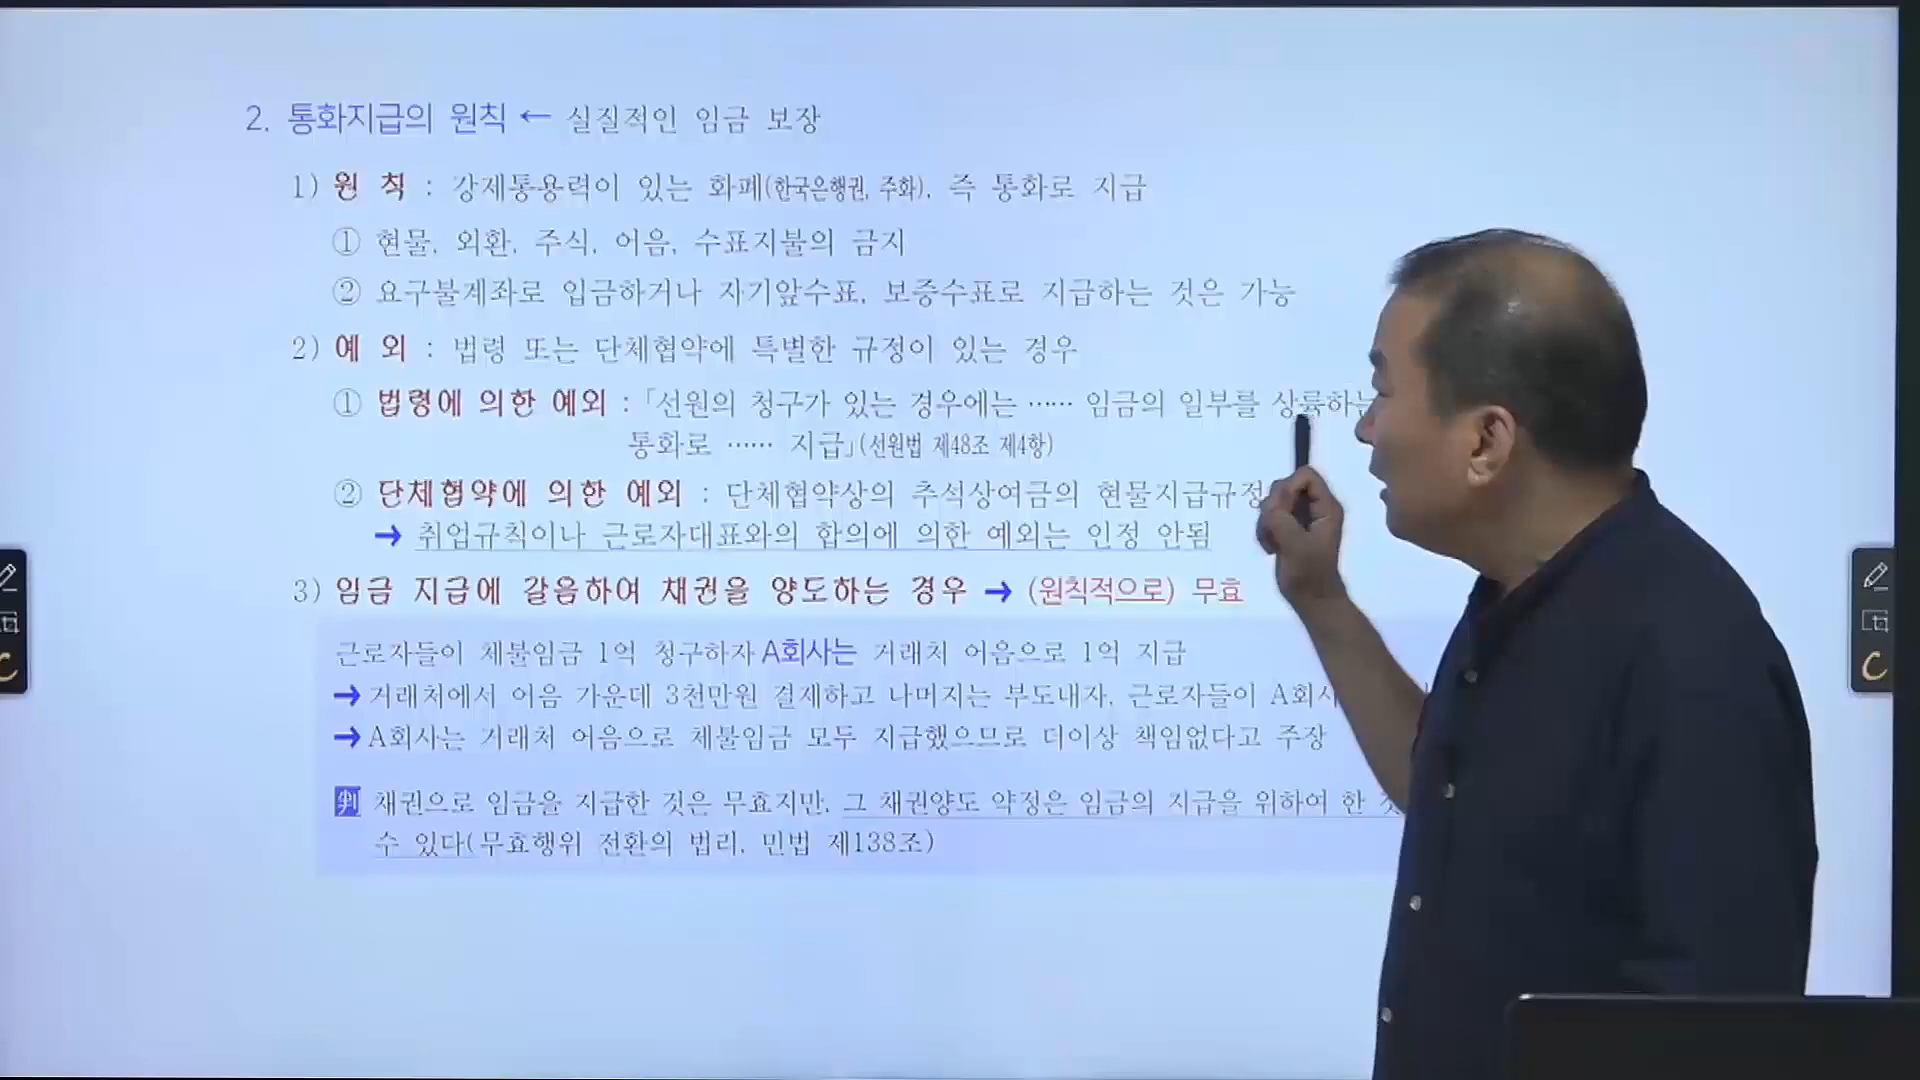 2. 통화지급의 원칙 ← 실질적인 임금 보장
1) 원 칙 : 강제통용력이 있는 화폐(한국은행권, 주화), 즉 통화로 지급
① 현물, 외환, 주식, 어음, 수표지불의 금지
② 요구불계좌로 입금하거나 자기앞수표, 보증수표로 지급하는 것은 가능
2) 예 외 : 법령 또는 단체협약에 특별한 규정이 있는 경우
① 법령에 의한 예외 : 「선원의 청구가 있는 경우에는 …… 임금의 일부를 상륙하는
통화로 …… 지급」(선원법 제48조 제4항)
② 단체협약에 의한 예외 : 단체협약상의 추석상여금의 현물지급규정
→ 취업규칙이나 근로자대표와의 합의에 의한 예외는 인정 안됨
3) 임금 지급에 갈음하여 채권을 양도하는 경우 → (원칙적으로) 무효
근로자들이 체불임금 1억 청구하자 A회사는 거래처 어음으로 1억 지급
→ 거래처에서 어음 가운데 3천만원 결제하고 나머지는 부도내자, 근로자들이 A회사
→ A회사는 거래처 어음으로 체불임금 모두 지급했으므로 더이상 책임없다고 주장
判 채권으로 임금을 지급한 것은 무효지만, 그 채권양도 약정은 임금의 지급을 위하여 한
수 있다(무효행위 전환의 법리, 민법 제138조)